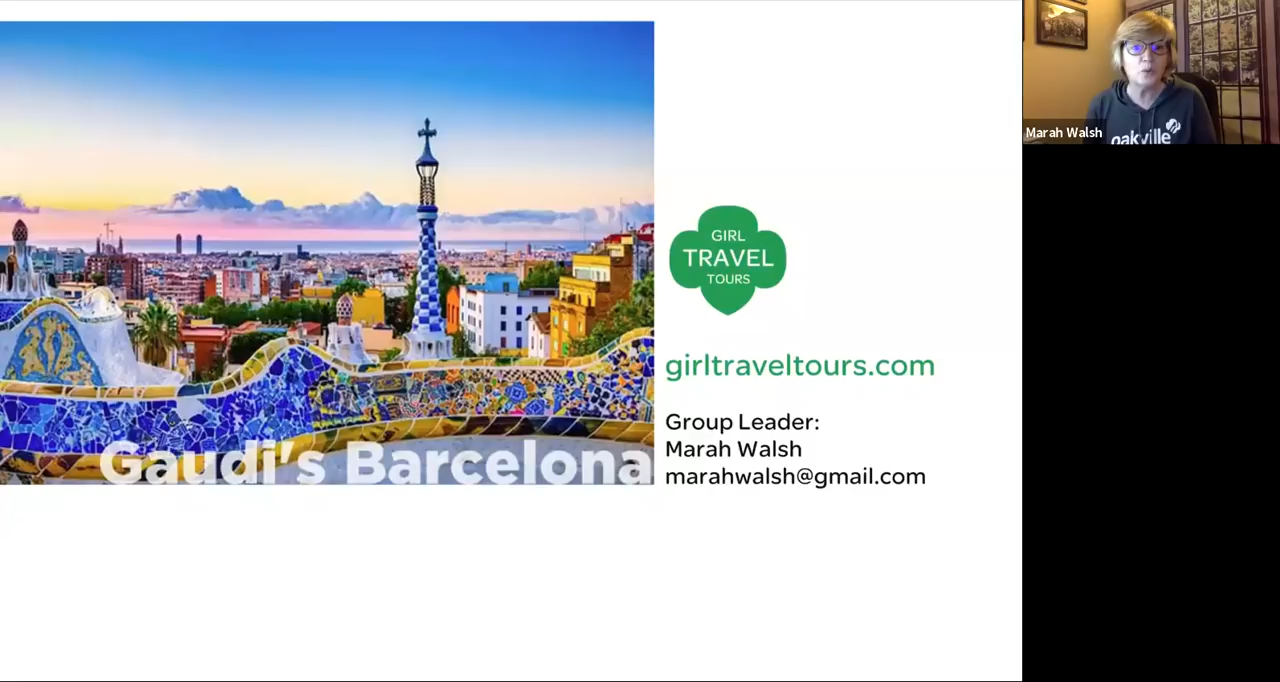 Gaudi's Barcelona
GIRL
TRAVEL
TOURS
girltraveltours.com
Group Leader:
Marah Walsh
marahwalsh@gmail.com
Marah Walsh
oakville